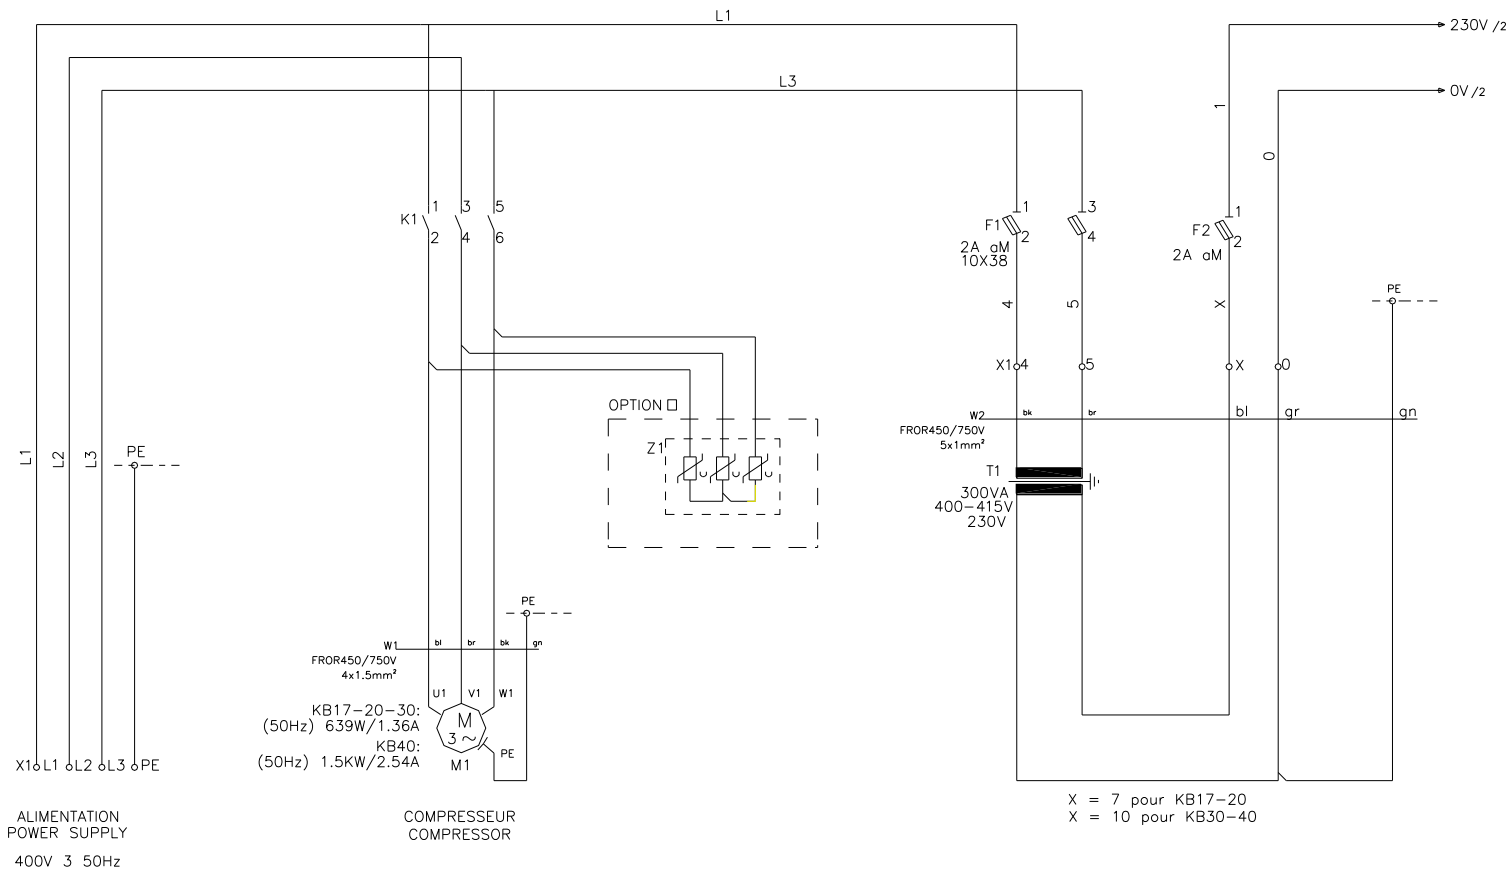 L1
230V /2
L3
0V /2
1
0
K1
1
3
5
2
4
6
F1
1
3
2
4
2A aM
10X38
F2
1
2
2A aM
4
5
X
PE
X1
4
5
X
0
OPTION
W2
bk
br
bl
gr
gn
FROR450/750V
5x1mm²
Z1
U
U
U
L1
L2
L3
PE
T1
300VA
400-415V
230V
PE
W1
bl
br
bk
gn
FROR450/750V
4x1.5mm²
U1
V1
W1
KB17-20-30:
(50Hz) 639W/1.36A
KB40:
(50Hz) 1.5KW/2.54A
M
3 ~
PE
M1
X1
L1
L2
L3
PE
X = 7 pour KB17-20
X = 10 pour KB30-40
ALIMENTATION
POWER SUPPLY
400V 3 50Hz
COMPRESSEUR
COMPRESSOR